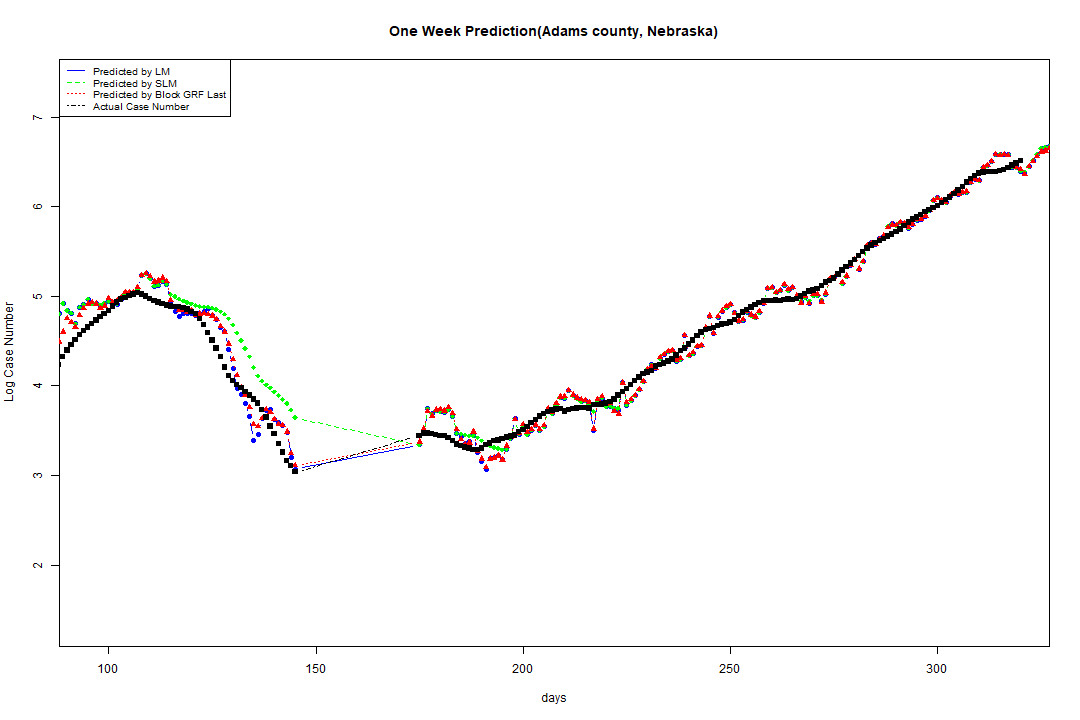 One Week Prediction(Adams county, Nebraska)
Predicted by LM
Predicted by SLM
Predicted by Block GRF Last
Actual Case Number
Log Case Number
7
6
5
4
3
2
100
150
200
250
300
days